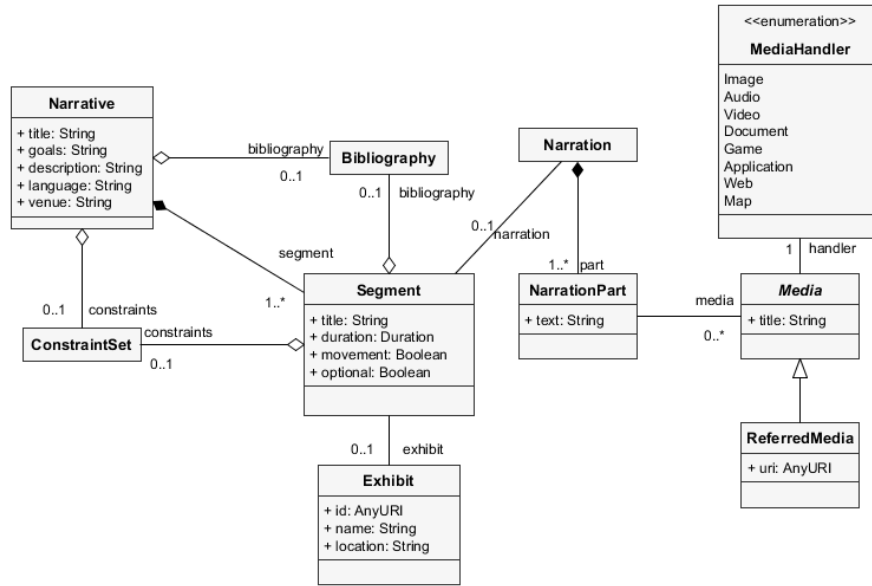 <<enumeration>>
MediaHandler
Image
Audio
Video
Document
Game
Application
Web
Map
Narrative
+ title: String
+ goals: String
+ description: String
+ language: String
+ venue: String
bibliography
0..1
Bibliography
0..1
bibliography
Narration
0..1
narration
segment
1..*
1..*
part
1
handler
0..1
constraints
ConstraintSet
constraints
0..1
Segment
+ title: String
+ duration: Duration
+ movement: Boolean
+ optional: Boolean
NarrationPart
+ text: String
media
0..*
Media
+ title: String
0..1
exhibit
Exhibit
+ id: AnyURI
+ name: String
+ location: String
ReferredMedia
+ uri: AnyURI